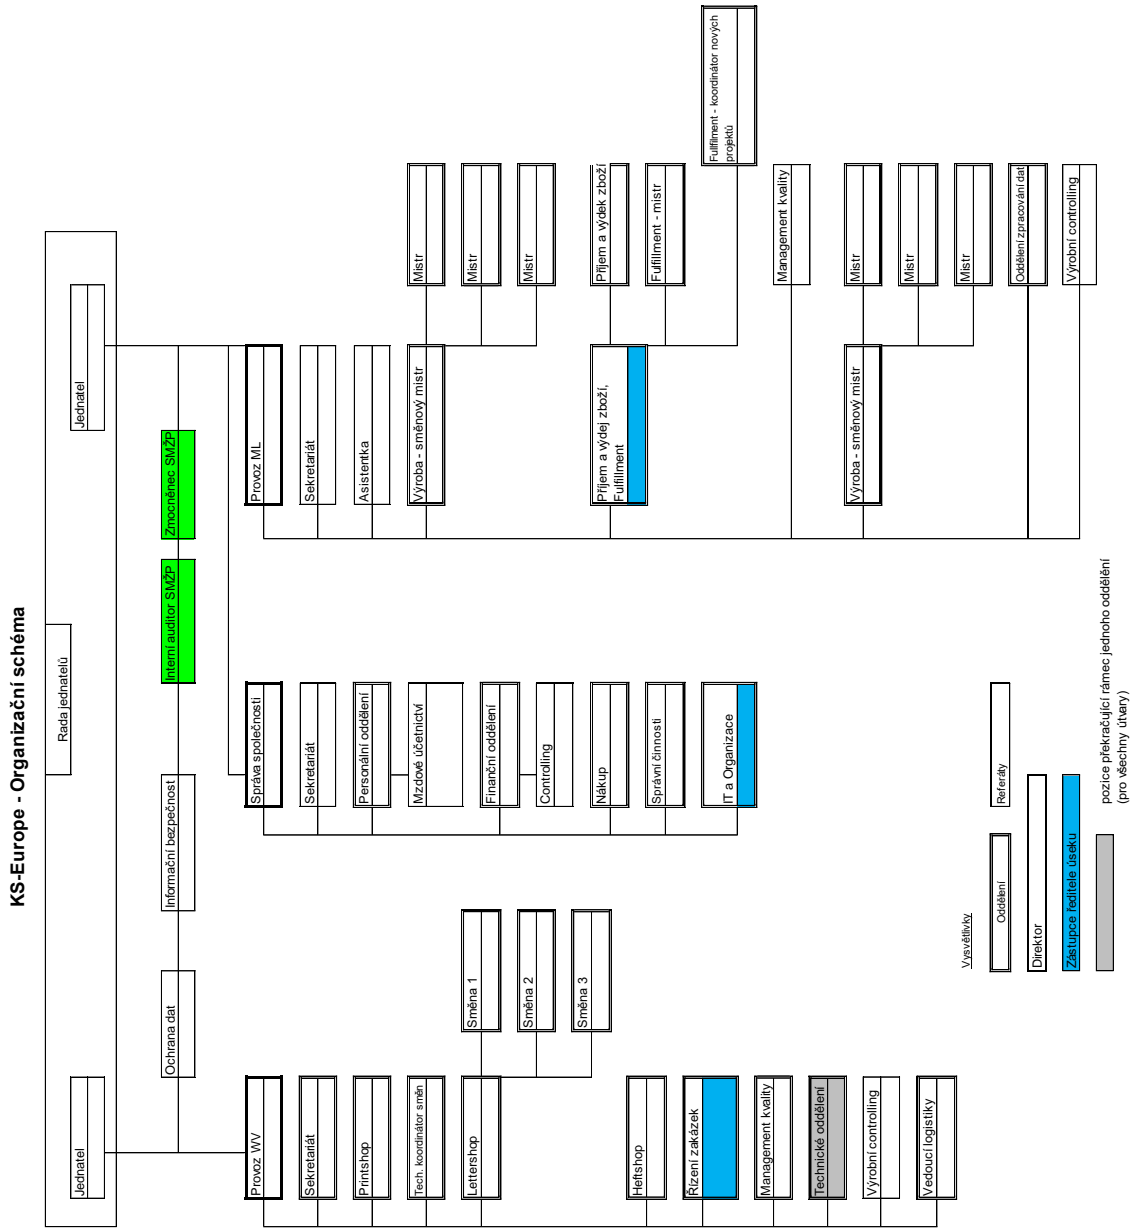 KS-Europe - Organizační schéma
Rada jednatelů
Jednatel
Jednatel
Ochrana dat
Informační bezpečnost
Interní auditor SMŽP
Zmocněnec SMŽP
Provoz WV
Sekretariát
Printshop
Tech. koordinátor směn
Lettershop
Směna 1
Směna 2
Směna 3
Heftshop
Řízení zakázek
Management kvality
Technické oddělení
Výrobní controlling
Vedoucí logistiky
Správa společnosti
Sekretariát
Personální oddělení
Mzdové účetnictví
Finanční oddělení
Controlling
Nákup
Správní činnosti
IT a Organizace
Provoz ML
Sekretariát
Asistentka
Výroba - směnový mistr
Mistr
Mistr
Mistr
Příjem a výdej zboží,
Fulfillment
Příjem a výdek zboží
Fulfillment - mistr
Fullfilment - koordinátor nových
projektů
Management kvality
Výroba - směnový mistr
Mistr
Mistr
Mistr
Oddělení zpracování dat
Výrobní controlling
Vysvětlivky
Oddělení
Referáty
Direktor
Zástupce ředitele úseku
pozice překračující rámec jednoho oddělení
(pro všechny útvary)